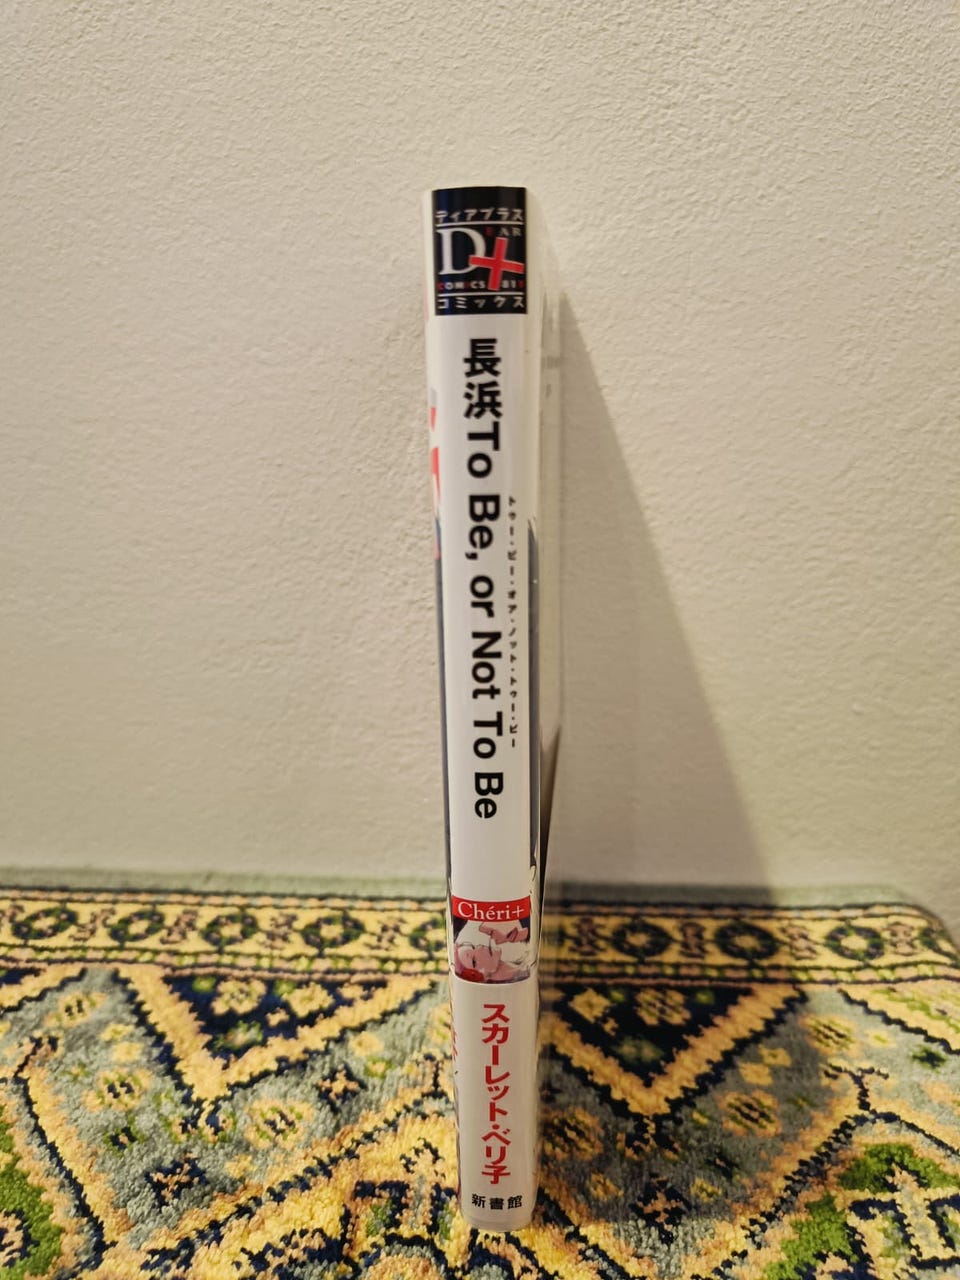 ディアプラス
DEAR+
COMICS
コミックス
長浜To Be, or Not To Be
トゥー・ビー・オア・ノット・トゥー・ビー
Chéri+
スカーレット・ベリ子
新書館